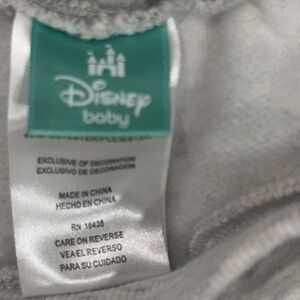 Disney
baby
EXCLUSIVE OF DECORATION
EXCLUSIVO DE DECORACIÓN
MADE IN CHINA
HECHO EN CHINA
RN 16435
CARE ON REVERSE
VEA EL REVERSO
PARA SU CUIDADO